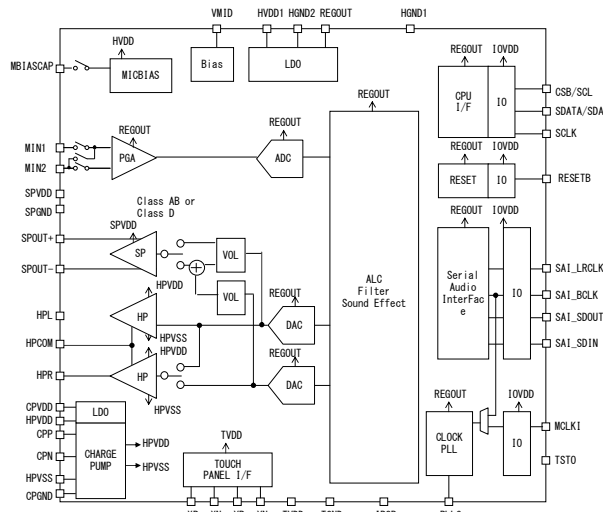 VMID
HVDD1 HGND2 REGOUT
HGND1
MBIASCAP
HVDD
MICBIAS
Bias
LDO
REGOUT
REGOUT IOVDD
CPU
I/F
IO
CSB/SCL
SDATA/SDA
SCLK
MIN1
MIN2
REGOUT
PGA
REGOUT
ADC
REGOUT IOVDD
RESET
IO
RESETB
SPVDD
SPGND
Class AB or
Class D
SPOUT+
SPOUT-
SPVDD
SP
VOL
VOL
ALC
Filter
Sound Effect
REGOUT IOVDD
Serial
Audio
InterFac
e
IO
SAI_LRCLK
SAI_BCLK
SAI_SDOUT
SAI_SDIN
HPL
HPCOM
HPR
HPVDD
HP
HPVSS
HPVDD
HP
HPVSS
REGOUT
DAC
REGOUT
DAC
CPVDD
HPVDD
CPP
CPN
HPVSS
CPGND
LDO
CHARGE
PUMP
HPVDD
HPVSS
TVDD
TOUCH
PANEL I/F
REGOUT
CLOCK
PLL
IOVDD
IO
MCLKI
TSTO